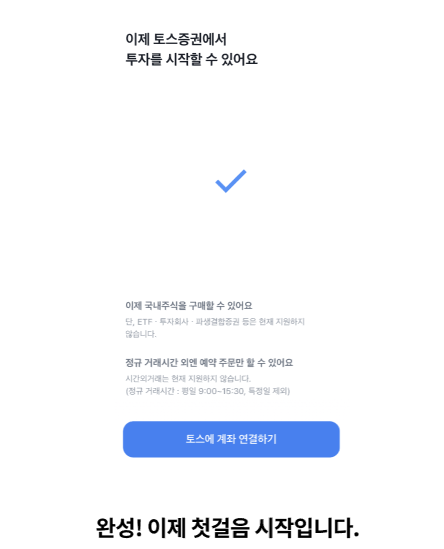 이제 토스증권에서
투자를 시작할 수 있어요
이제 국내주식을 구매할 수 있어요
단, ETF · 투자회사 · 파생결합증권 등은 현재 지원하지
않습니다.
정규 거래시간 외엔 예약 주문만 할 수 있어요
시간외거래는 현재 지원하지 않습니다.
(정규 거래시간 : 평일 9:00~15:30, 특정일 제외)
토스에 계좌 연결하기
완성! 이제 첫걸음 시작입니다.